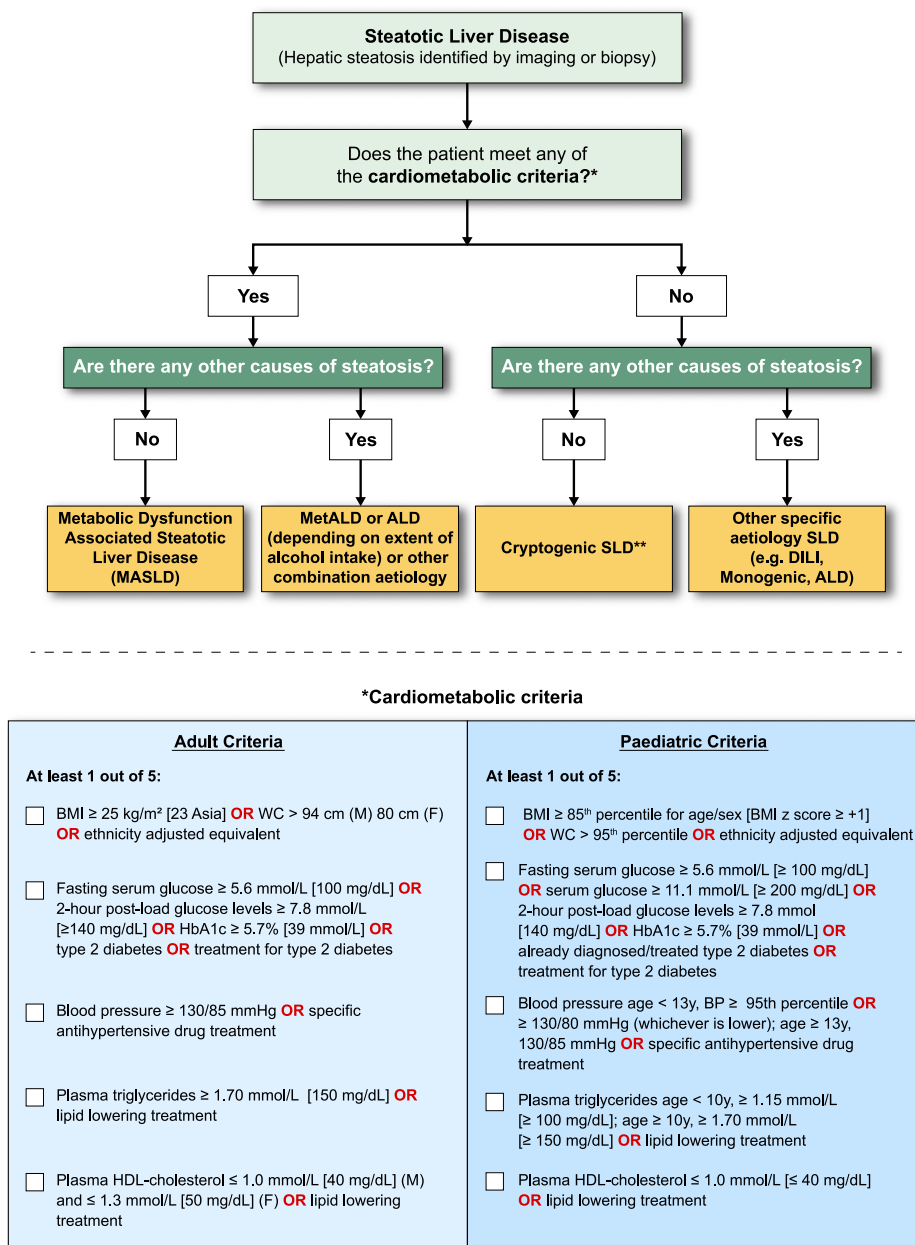 Steatotic Liver Disease
(Hepatic steatosis identified by imaging or biopsy)
Does the patient meet any of
the cardiometabolic criteria?*
Yes
No
Are there any other causes of steatosis?
Are there any other causes of steatosis?
No
Yes
No
Yes
Metabolic Dysfunction
Associated Steatotic
Liver Disease
(MASLD)
MetALD or ALD
(depending on extent of
alcohol intake) or other
combination aetiology
Cryptogenic SLD**
Other specific
aetiology SLD
(e.g. DILI,
Monogenic, ALD)
*Cardiometabolic criteria
Adult Criteria
At least 1 out of 5:
BMI ≥ 25 kg/m² [23 Asia] OR WC > 94 cm (M) 80 cm (F)
OR ethnicity adjusted equivalent
Fasting serum glucose ≥ 5.6 mmol/L [100 mg/dL] OR
2-hour post-load glucose levels ≥ 7.8 mmol/L
[≥140 mg/dL] OR HbA1c ≥ 5.7% [39 mmol/L] OR
type 2 diabetes OR treatment for type 2 diabetes
Blood pressure ≥ 130/85 mmHg OR specific
antihypertensive drug treatment
Plasma triglycerides ≥ 1.70 mmol/L [150 mg/dL] OR
lipid lowering treatment
Plasma HDL-cholesterol ≤ 1.0 mmol/L [40 mg/dL] (M)
and ≤ 1.3 mmol/L [50 mg/dL] (F) OR lipid lowering
treatment
Paediatric Criteria
At least 1 out of 5:
BMI ≥ 85th percentile for age/sex [BMI z score ≥ +1]
OR WC > 95th percentile OR ethnicity adjusted equivalent
Fasting serum glucose ≥ 5.6 mmol/L [≥ 100 mg/dL]
OR serum glucose ≥ 11.1 mmol/L [≥ 200 mg/dL] OR
2-hour post-load glucose levels ≥ 7.8 mmol
[140 mg/dL] OR HbA1c ≥ 5.7% [39 mmol/L] OR
already diagnosed/treated type 2 diabetes OR
treatment for type 2 diabetes
Blood pressure age < 13y, BP ≥ 95th percentile OR
≥ 130/80 mmHg (whichever is lower); age ≥ 13y,
130/85 mmHg OR specific antihypertensive drug
treatment
Plasma triglycerides age < 10y, ≥ 1.15 mmol/L
[≥ 100 mg/dL]; age ≥ 10y, ≥ 1.70 mmol/L
[≥ 150 mg/dL] OR lipid lowering treatment
Plasma HDL-cholesterol ≤ 1.0 mmol/L [≤ 40 mg/dL]
OR lipid lowering treatment